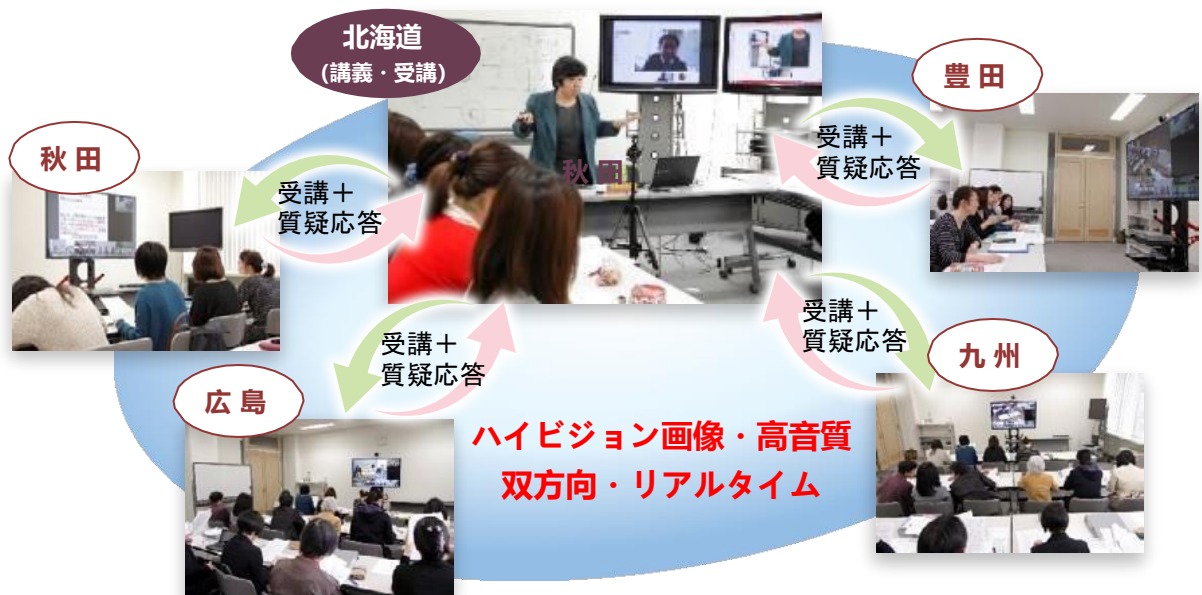 北海道
(講義・受講)
豊田
秋田
受講＋
質疑応答
受講＋
質疑応答
秋田
受講＋
質疑応答
受講＋
質疑応答
九州
広島
ハイビジョン画像・高音質
双方向・リアルタイム